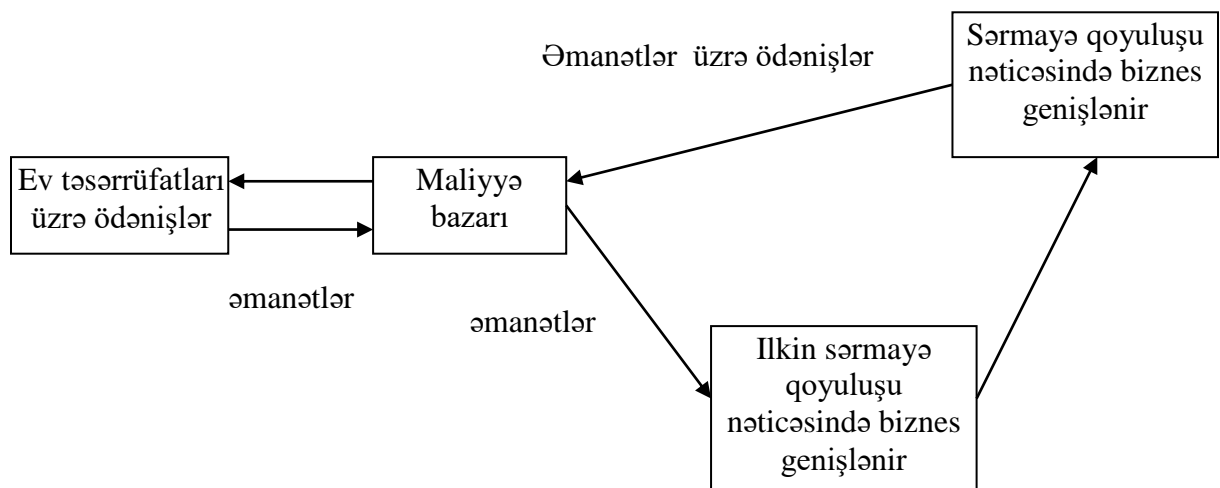 Sərmayə qoyuluşu
nəticəsində biznes
genişlənir
Əmanətlər üzrə ödənişlər
Ev təsərrüfatları
üzrə ödənişlər
Maliyyə
bazarı
əmanətlər
əmanətlər
Ilkin sərmayə
qoyuluşu
nəticəsində biznes
genişlənir